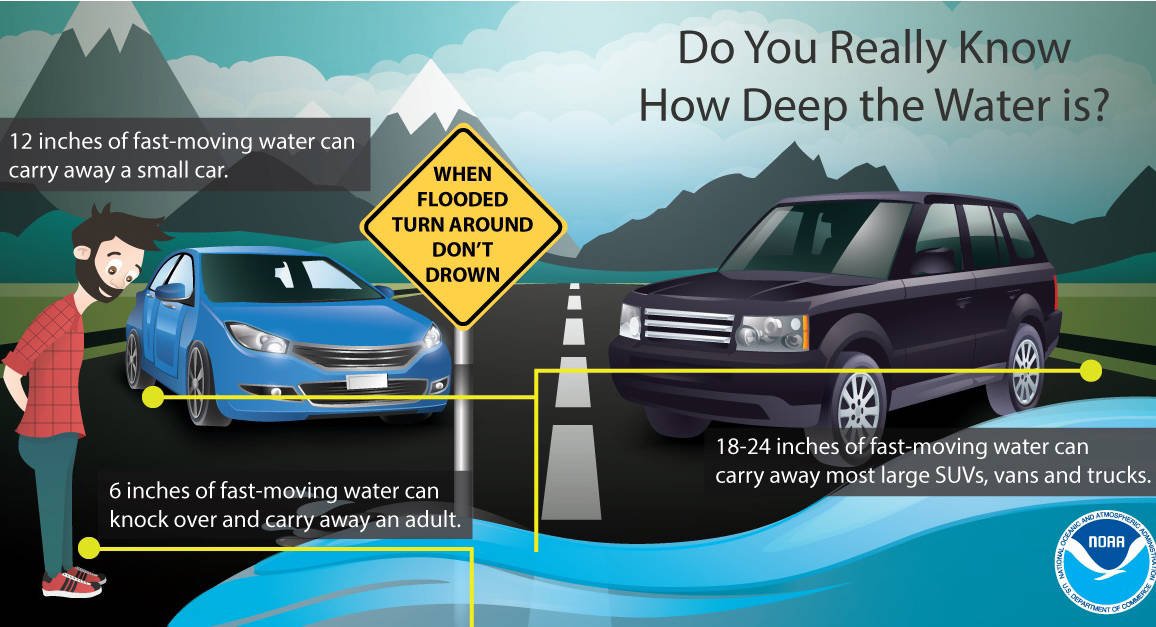 Do You Really Know
How Deep the Water is?
12 inches of fast-moving water can
carry away a small car.
WHEN
FLOODED
TURN AROUND
DON'T
DROWN
18-24 inches of fast-moving water can
carry away most large SUVs, vans and trucks.
6 inches of fast-moving water can
knock over and carry away an adult.
NATIONAL OCEANIC AND ATMOSPHERIC ADMINISTRATION
NOAA
U.S. DEPARTMENT OF COMMERCE